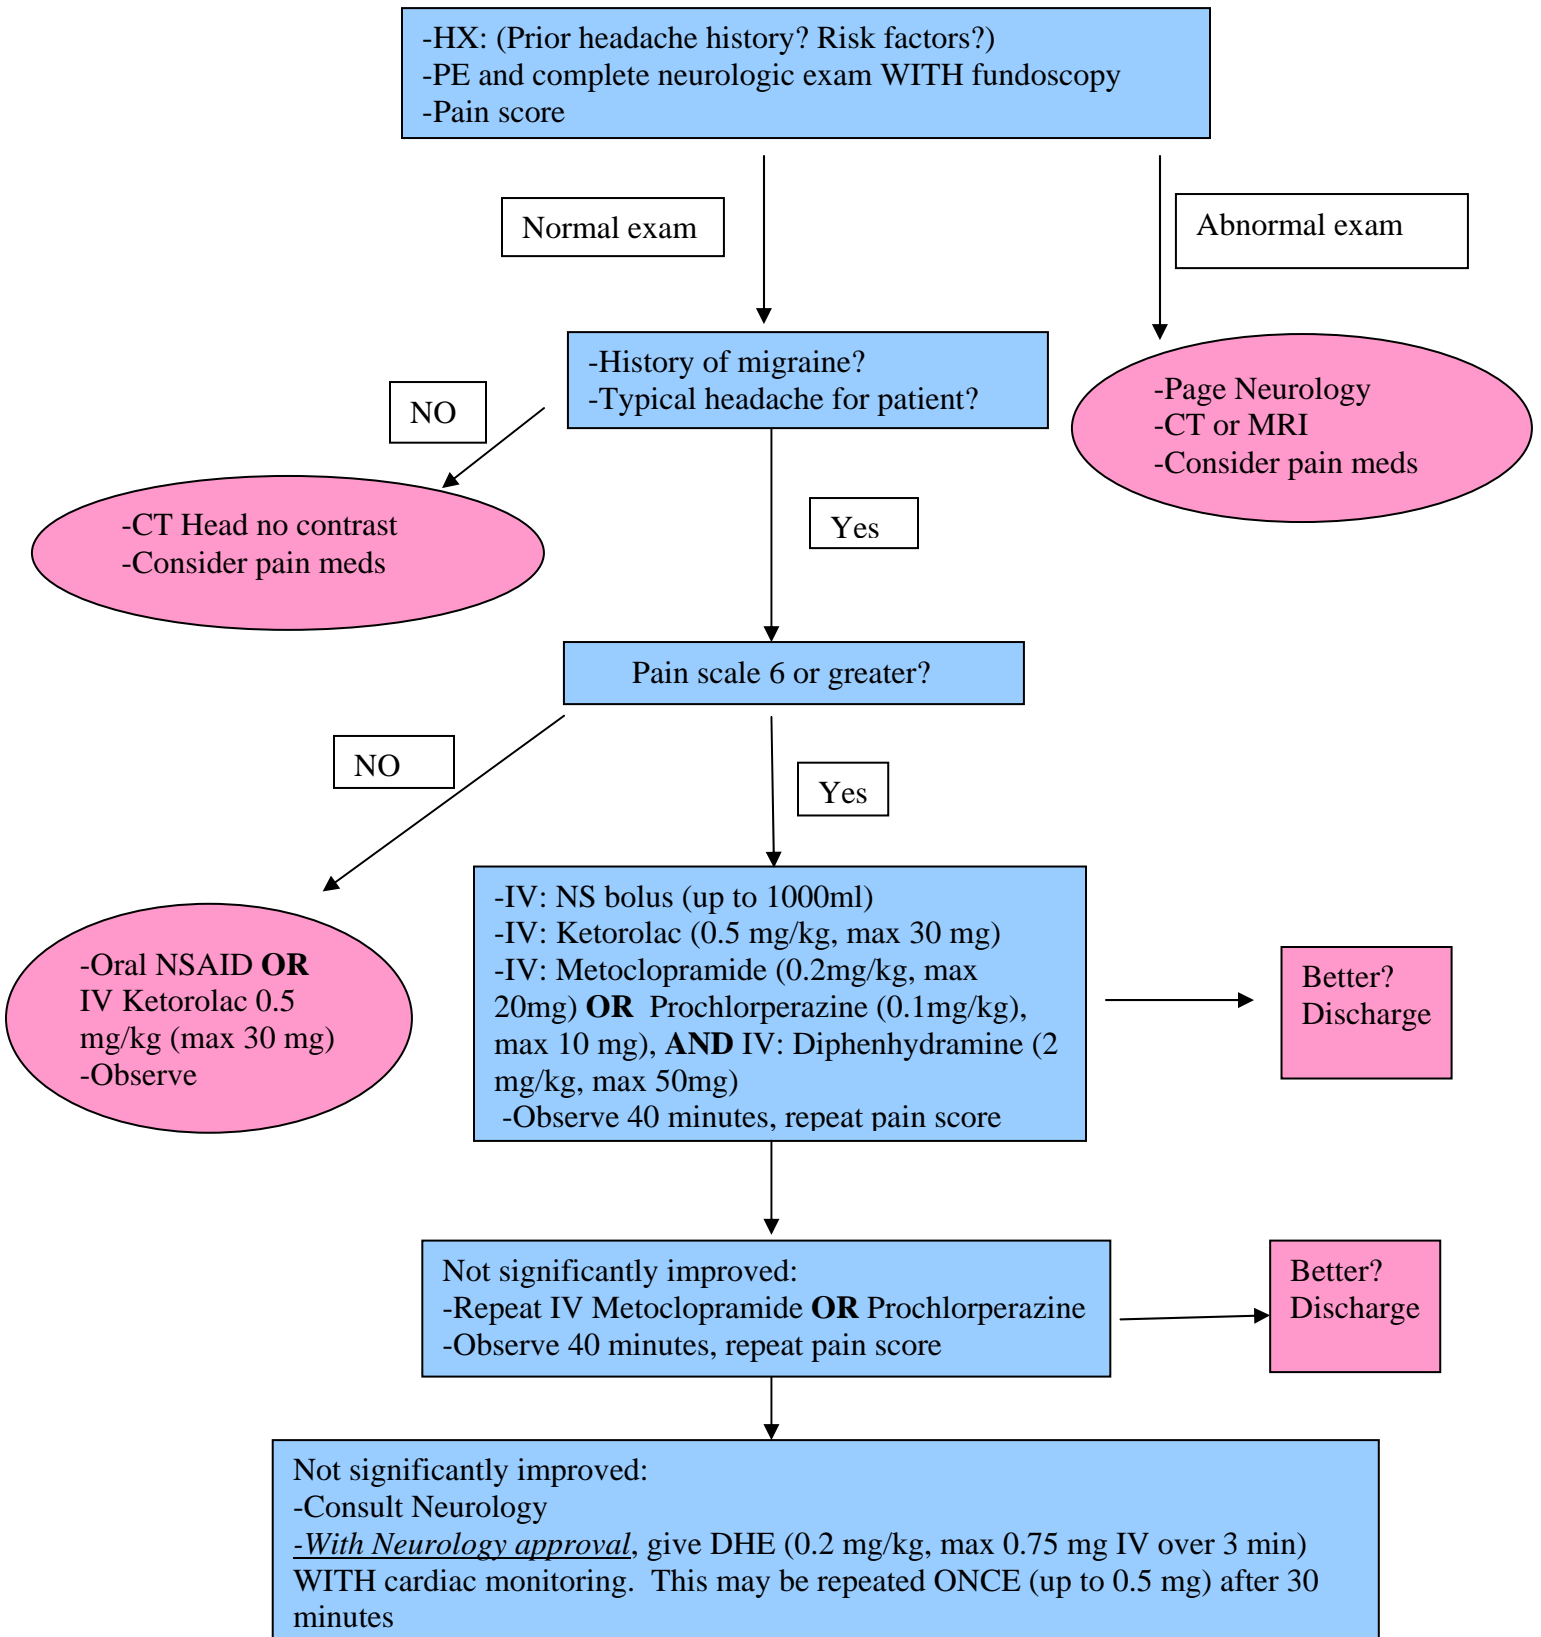 -HX: (Prior headache history? Risk factors?)
-PE and complete neurologic exam WITH fundoscopy
-Pain score
Normal exam
Abnormal exam
-History of migraine?
-Typical headache for patient?
NO
-Page Neurology
-CT or MRI
-Consider pain meds
-CT Head no contrast
-Consider pain meds
Yes
Pain scale 6 or greater?
NO
Yes
-Oral NSAID OR
IV Ketorolac 0.5
mg/kg (max 30 mg)
-Observe
-IV: NS bolus (up to 1000ml)
-IV: Ketorolac (0.5 mg/kg, max 30 mg)
-IV: Metoclopramide (0.2mg/kg, max
20mg) OR Prochlorperazine (0.1mg/kg),
max 10 mg), AND IV: Diphenhydramine (2
mg/kg, max 50mg)
-Observe 40 minutes, repeat pain score
Better?
Discharge
Not significantly improved:
-Repeat IV Metoclopramide OR Prochlorperazine
-Observe 40 minutes, repeat pain score
Better?
Discharge
Not significantly improved:
-Consult Neurology
-With Neurology approval, give DHE (0.2 mg/kg, max 0.75 mg IV over 3 min)
WITH cardiac monitoring. This may be repeated ONCE (up to 0.5 mg) after 30
minutes